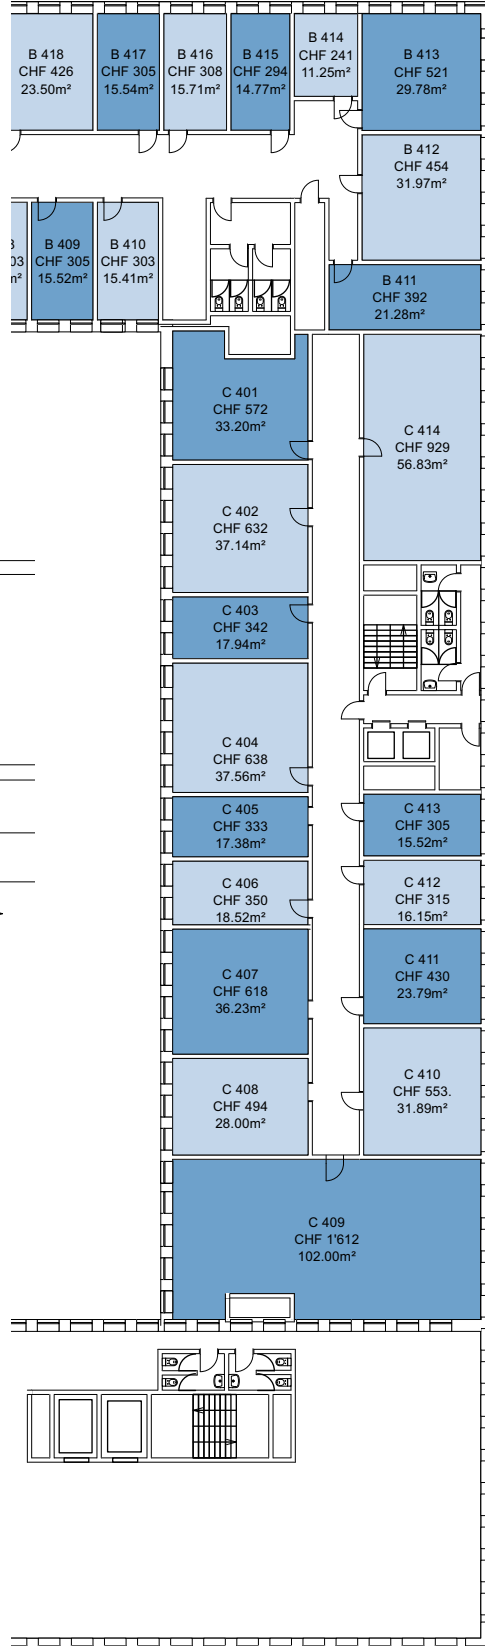 B 418
CHF 426
23.50m²
B 417
CHF 305
15.54m²
B 416
CHF 308
15.71m²
B 415
CHF 294
14.77m²
B 414
CHF 241
11.25m²
B 413
CHF 521
29.78m²
B 412
CHF 454
31.97m²
B 409
CHF 305
15.52m²
B 410
CHF 303
15.41m²
B 411
CHF 392
21.28m²
C 401
CHF 572
33.20m²
C 414
CHF 929
56.83m²
C 402
CHF 632
37.14m²
C 403
CHF 342
17.94m²
C 404
CHF 638
37.56m²
C 405
CHF 333
17.38m²
C 413
CHF 305
15.52m²
C 406
CHF 350
18.52m²
C 412
CHF 315
16.15m²
C 407
CHF 618
36.23m²
C 411
CHF 430
23.79m²
C 408
CHF 494
28.00m²
C 410
CHF 553.
31.89m²
C 409
CHF 1'612
102.00m²